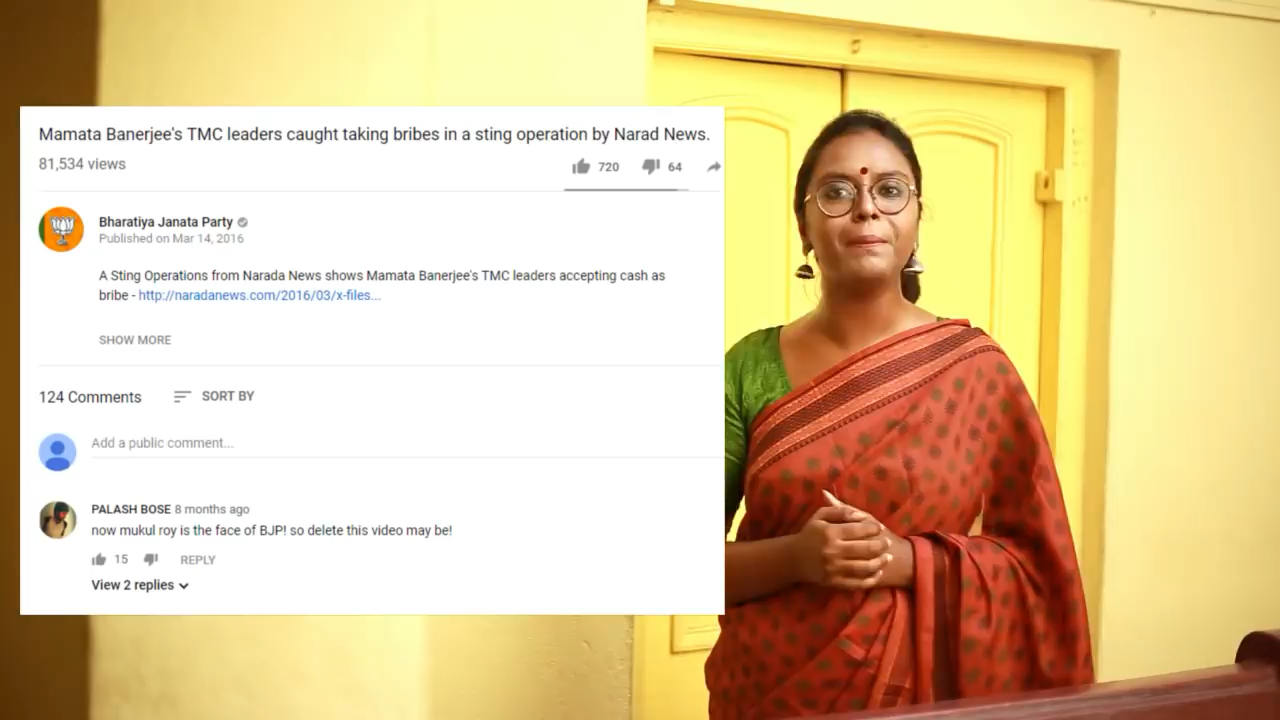 Mamata Banerjee's TMC leaders caught taking bribes in a sting operation by Narad News.
81,534 views
720 64
Bharatiya Janata Party
Published on Mar 14, 2016
A Sting Operations from Narada News shows Mamata Banerjee's TMC leaders accepting cash as
bribe - http://naradanews.com/2016/03/x-files...
SHOW MORE
124 Comments SORT BY
Add a public comment...
PALASH BOSE 8 months ago
now mukul roy is the face of BJP! so delete this video may be!
15 REPLY
View 2 replies